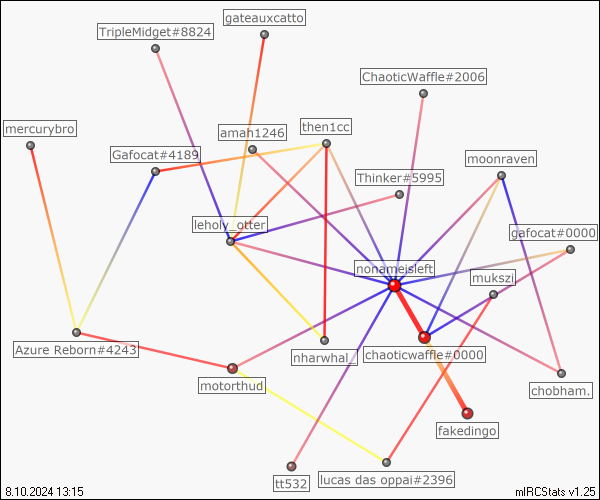 gateauxcatto
TripleMidget#8824
ChaoticWaffle#2006
mercurybro
amah1246
then1cc
Gafocat#4189
moonraven
Thinker#5995
leholy_otter
gafocat#0000
nonameisleft
mukszi
Azure Reborn#4243
nharwhal_
chaoticwaffle#0000
motorthud
chobham.
fakedingo
tt532
lucas das oppai#2396
8.10.2024 13:15
mIRCStats v1.25